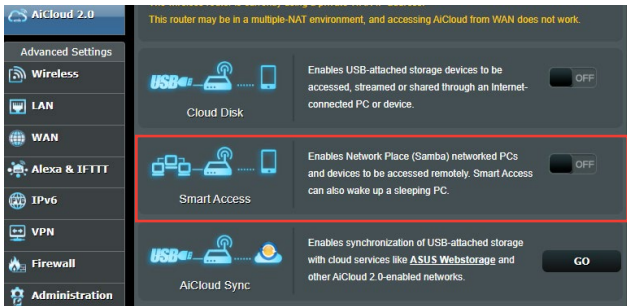 AiCloud 2.0
This router may be in a multiple-NAT environment, and accessing AiCloud from WAN does not work.
Advanced Settings
Wireless
LAN
WAN
Alexa & IFTTT
IPv6
VPN
Firewall
Administration
USB
Cloud Disk
Enables USB-attached storage devices to be
accessed, streamed or shared through an Internet-
connected PC or device.
OFF
Smart Access
Enables Network Place (Samba) networked PCs
and devices to be accessed remotely. Smart Access
can also wake up a sleeping PC.
OFF
USB
AiCloud Sync
Enables synchronization of USB-attached storage
with cloud services like ASUS Webstorage and
other AiCloud 2.0-enabled networks.
GO